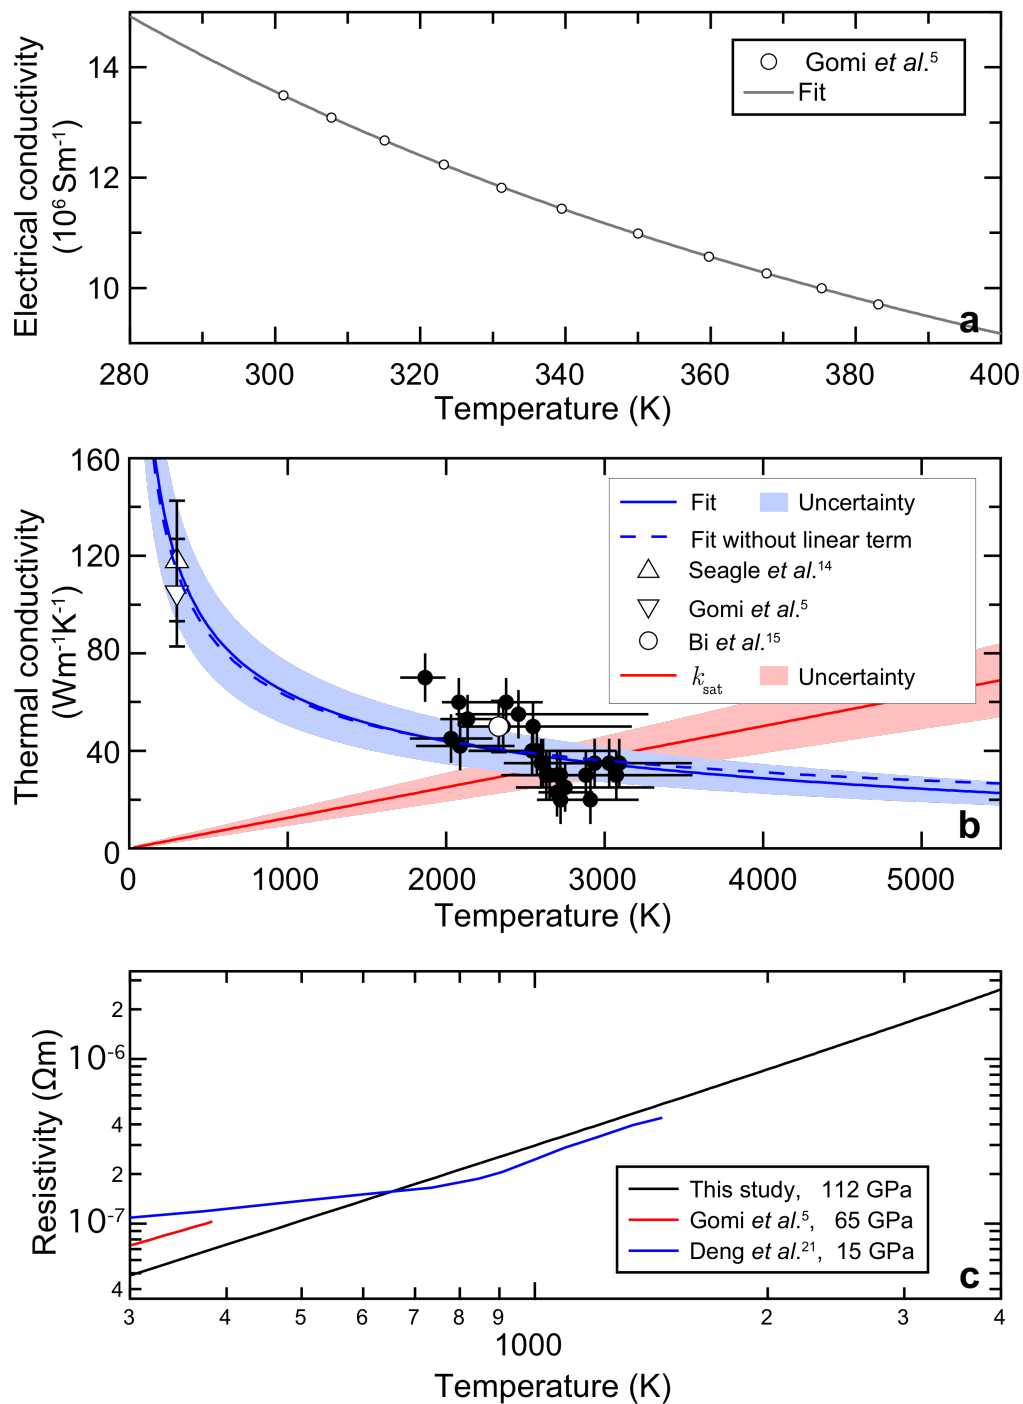 Electrical conductivity
(10⁶ Sm⁻¹)
14
12
10
Gomi et al.⁵
Fit
a
280 300 320 340 360 380 400
Temperature (K)
Thermal conductivity
(Wm⁻¹K⁻¹)
160
120
80
40
0
Fit Uncertainty
Fit without linear term
Seagle et al.¹⁴
Gomi et al.⁵
Bi et al.¹⁵
k_sat Uncertainty
b
0 1000 2000 3000 4000 5000
Temperature (K)
Resistivity (Ωm)
2
10⁻⁶
4
2
10⁻⁷
4
This study, 112 GPa
Gomi et al.⁵, 65 GPa
Deng et al.²¹, 15 GPa
c
3 4 5 6 7 8 9 2 3 4
1000
Temperature (K)